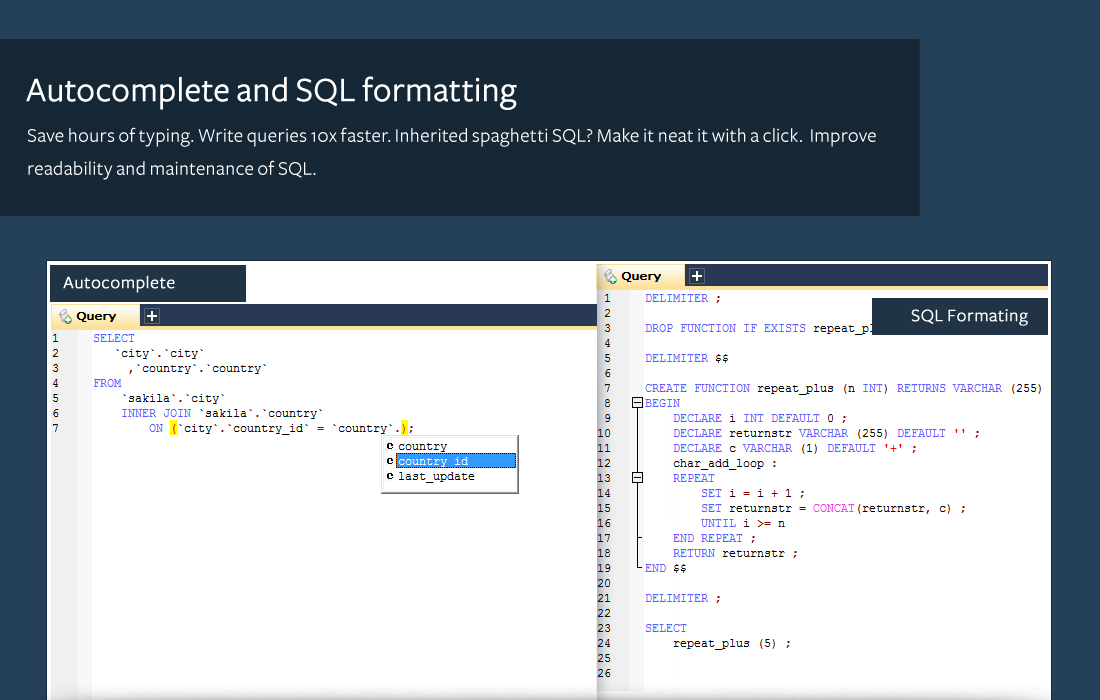 Autocomplete and SQL formatting
Save hours of typing. Write queries 10x faster. Inherited spaghetti SQL? Make it neat it with a click. Improve
readability and maintenance of SQL.
Autocomplete
Query
1 SELECT
2 `city`.`city`
3 ,`country`.`country`
4 FROM
5 `sakila`.`city`
6 INNER JOIN `sakila`.`country`
7 ON (`city`.`country_id` = `country`.);
c country
c country_id
c last_update
Query
SQL Formating
1 DELIMITER ;
2
3 DROP FUNCTION IF EXISTS
4
5 DELIMITER $$
6
7 CREATE FUNCTION repeat_plus (n INT) RETURNS VARCHAR (255)
8 BEGIN
9 DECLARE i INT DEFAULT 0 ;
10 DECLARE returnstr VARCHAR (255) DEFAULT '' ;
11 DECLARE c VARCHAR (1) DEFAULT '+' ;
12 char_add_loop :
13 REPEAT
14 SET i = i + 1 ;
15 SET returnstr = CONCAT(returnstr, c) ;
16 UNTIL i >= n
17 END REPEAT ;
18 RETURN returnstr ;
19 END $$
20
21 DELIMITER ;
22
23 SELECT
24 repeat_plus (5) ;
25
26